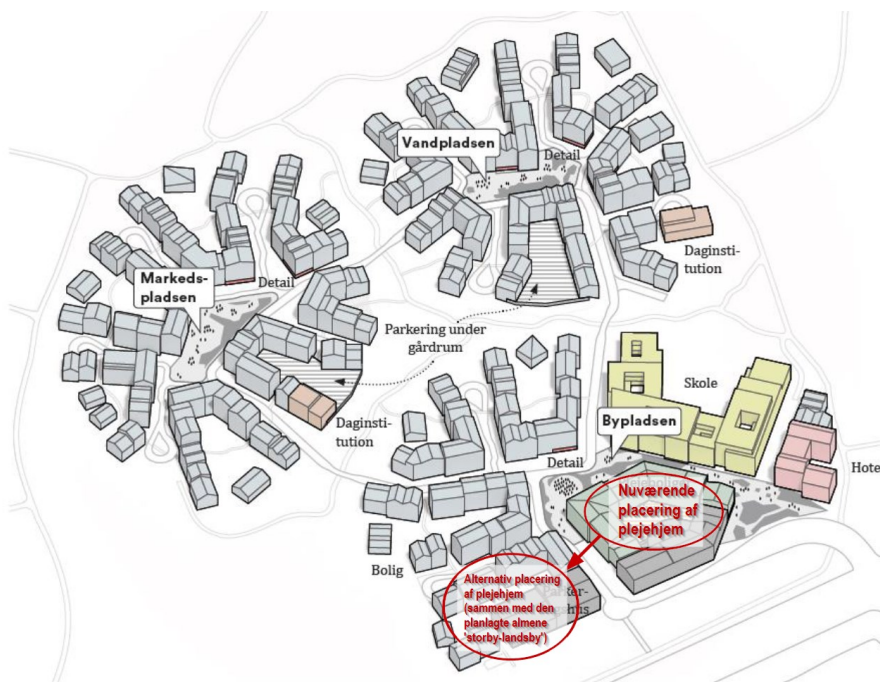 Vandpladsen
Detail
Daginsti-
tution
Markeds-
pladsen
Detail
Parkering under
gårdrum
Daginsti-
tution
Skole
Bypladsen
Detail
Hote
Nuværende
placering af
plejehjem
Bolig
Alternativ placering
af plejehjem
(sammen med den
planlagte almene
'storby-landsby')